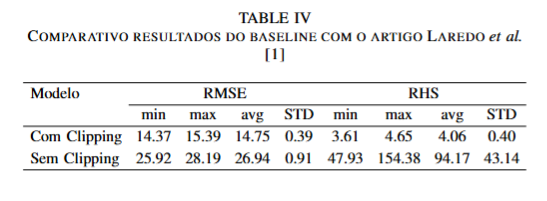 TABLE IV
COMPARATIVO RESULTADOS DO BASELINE COM O ARTIGO LAREDO et al.
[1]
Modelo RMSE RHS
min max avg STD min max avg STD
Com Clipping 14.37 15.39 14.75 0.39 3.61 4.65 4.06 0.40
Sem Clipping 25.92 28.19 26.94 0.91 47.93 154.38 94.17 43.14